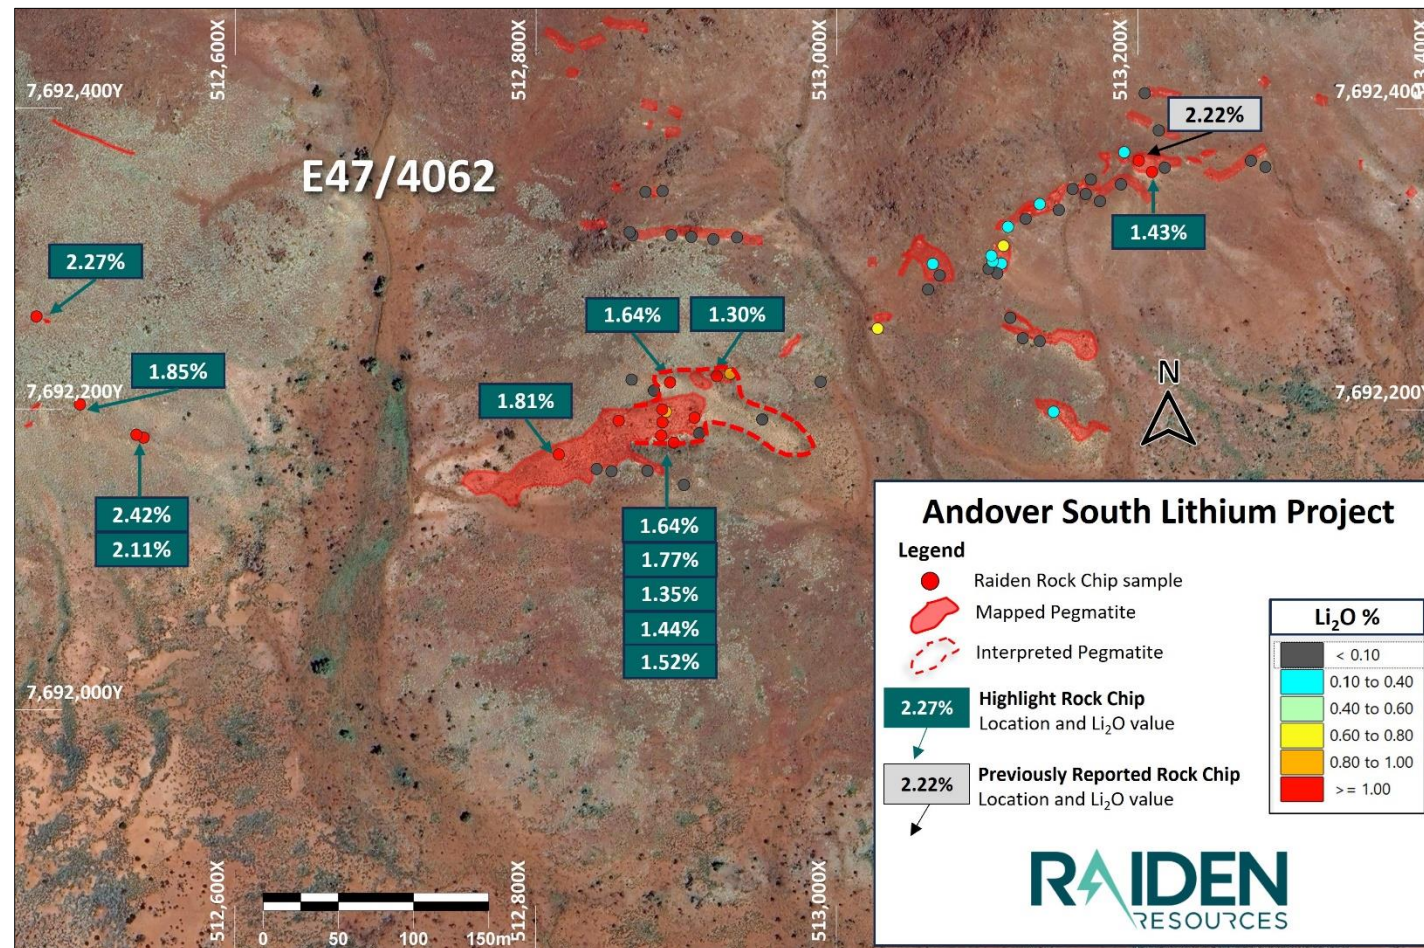 512,600X
512,800X
513,000X
513,200X
513,400X
7,692,400Y
7,692,400Y
E47/4062
2.22%
1.43%
2.27%
1.64%
1.30%
1.85%
1.81%
7,692,200Y
7,692,200Y
N
2.42%
2.11%
1.64%
1.77%
1.35%
1.44%
1.52%
7,692,000Y
Andover South Lithium Project
Legend
Raiden Rock Chip sample
Mapped Pegmatite
Interpreted Pegmatite
2.27%
Highlight Rock Chip
Location and Li₂O value
2.22%
Previously Reported Rock Chip
Location and Li₂O value
Li₂O %
< 0.10
0.10 to 0.40
0.40 to 0.60
0.60 to 0.80
0.80 to 1.00
>= 1.00
RAIDEN
RESOURCES
512,600X
512,800X
513,000X
0 50 100 150m